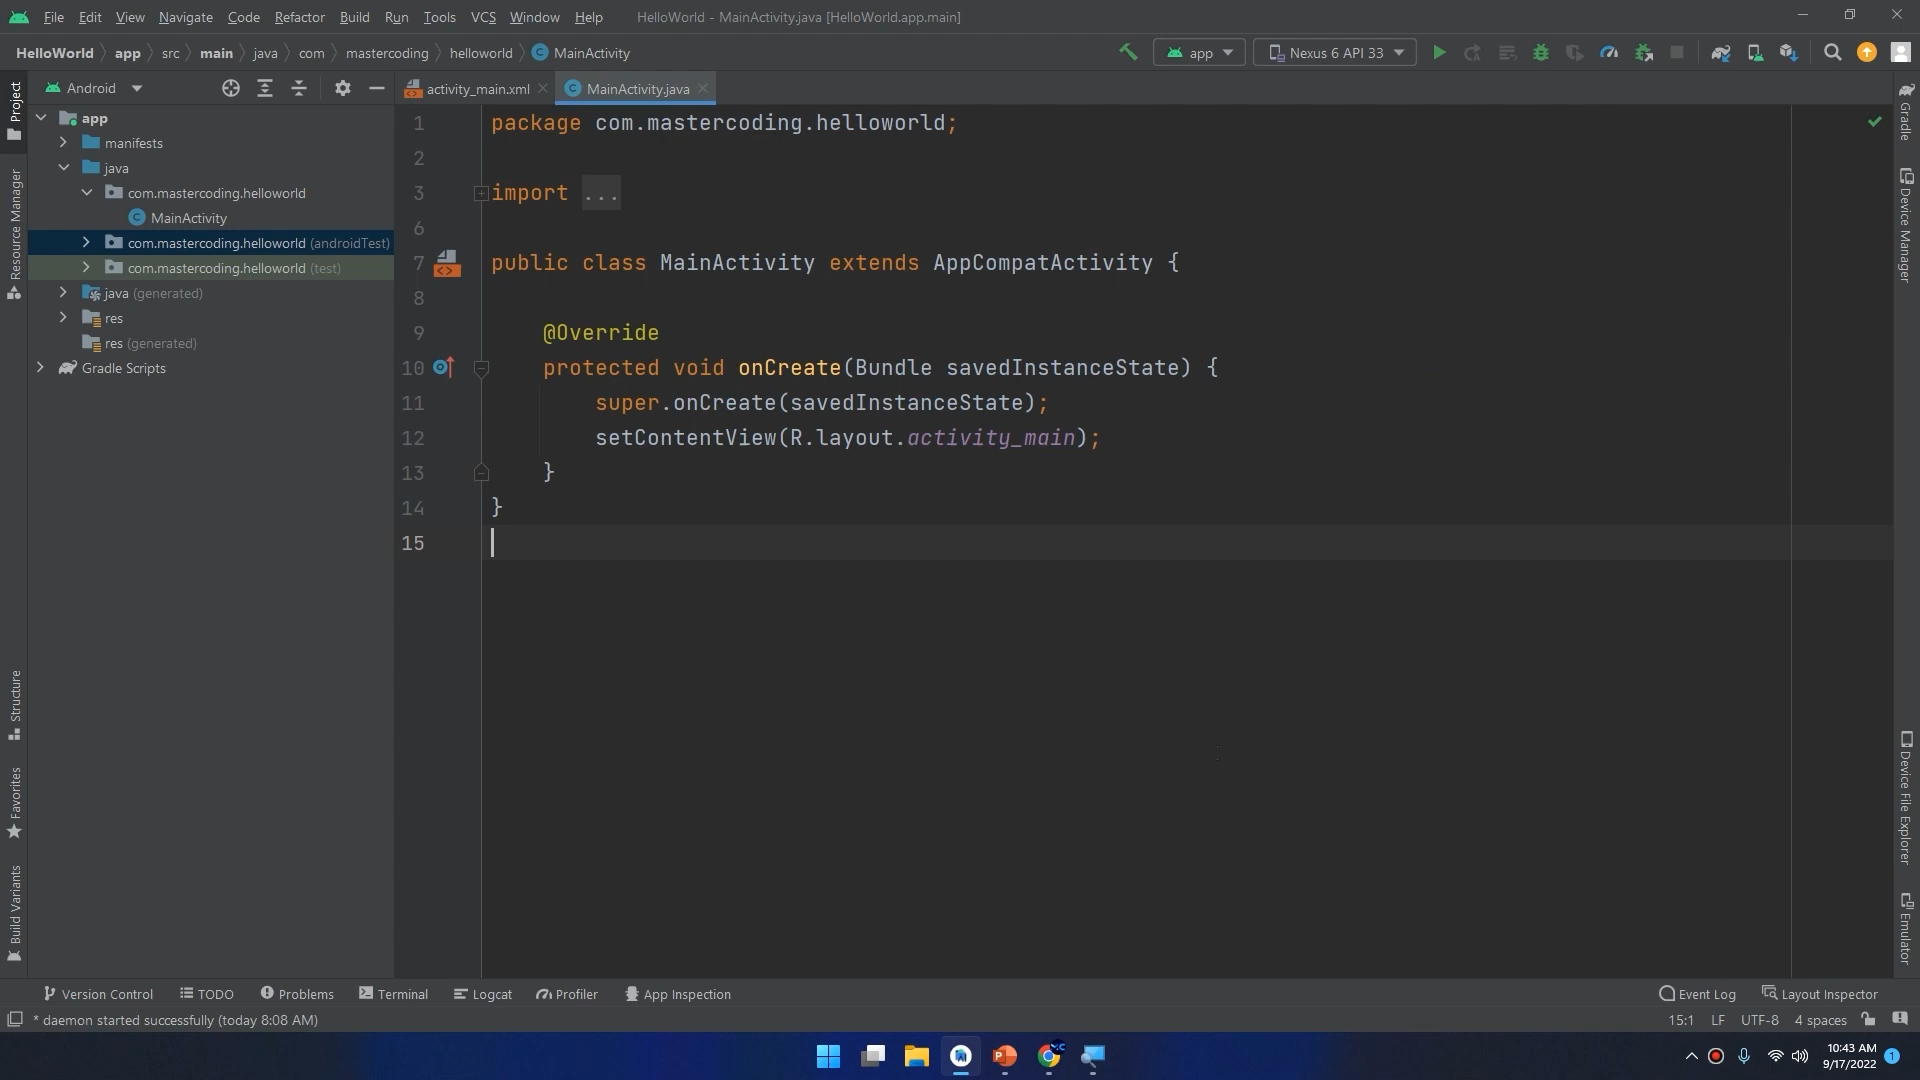 File Edit View Navigate Code Refactor Build Run Tools VCS Window Help HelloWorld - MainActivity.java [HelloWorld.app.main]
HelloWorld app src main java com mastercoding helloworld MainActivity app Nexus 6 API 33
Android activity_main.xml MainActivity.java
Project
Resource Manager
Structure
Favorites
Build Variants
app
manifests
java
com.mastercoding.helloworld
MainActivity
com.mastercoding.helloworld (androidTest)
com.mastercoding.helloworld (test)
java (generated)
res
res (generated)
Gradle Scripts
1 package com.mastercoding.helloworld;
2
3 import ...
6
7 public class MainActivity extends AppCompatActivity {
8
9 @Override
10 protected void onCreate(Bundle savedInstanceState) {
11 super.onCreate(savedInstanceState);
12 setContentView(R.layout.activity_main);
13 }
14 }
15
Gradle
Device Manager
Device File Explorer
Emulator
Version Control TODO Problems Terminal Logcat Profiler App Inspection Event Log Layout Inspector
* daemon started successfully (today 8:08 AM) 15:1 LF UTF-8 4 spaces
10:43 AM
9/17/2022 1